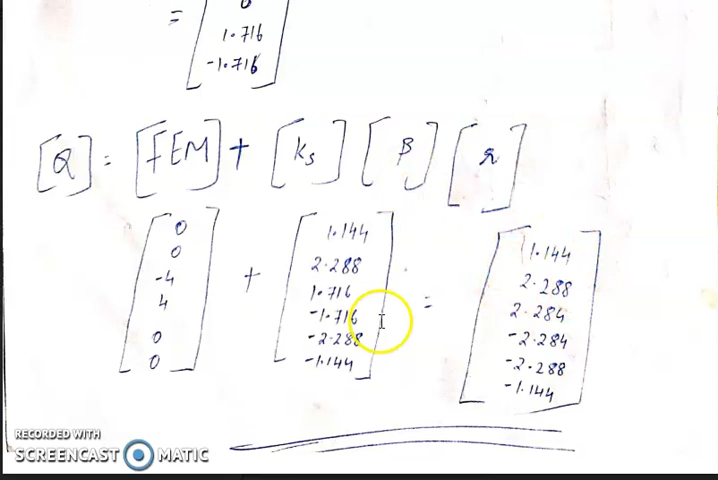 0
= 1.716
-1.716
[Q] = [FEM] + [Ks] [β] [r]
0 1.144 1.144
0 2.288 2.288
-4 1.716 2.284
4 + -1.716 = -2.284
0 -2.288 -2.288
0 -1.144 -1.144
RECORDED WITH
SCREENCAST MATIC